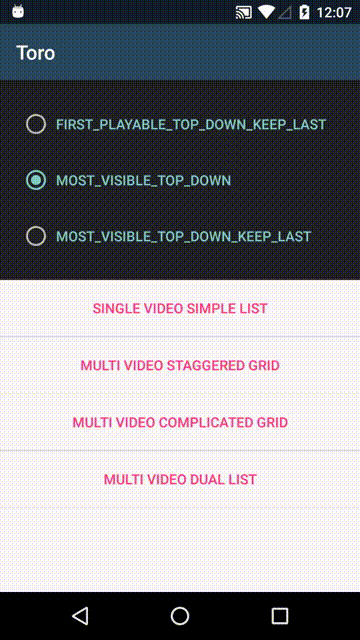 12:07
Toro
FIRST_PLAYABLE_TOP_DOWN_KEEP_LAST
MOST_VISIBLE_TOP_DOWN
MOST_VISIBLE_TOP_DOWN_KEEP_LAST
SINGLE VIDEO SIMPLE LIST
MULTI VIDEO STAGGERED GRID
MULTI VIDEO COMPLICATED GRID
MULTI VIDEO DUAL LIST